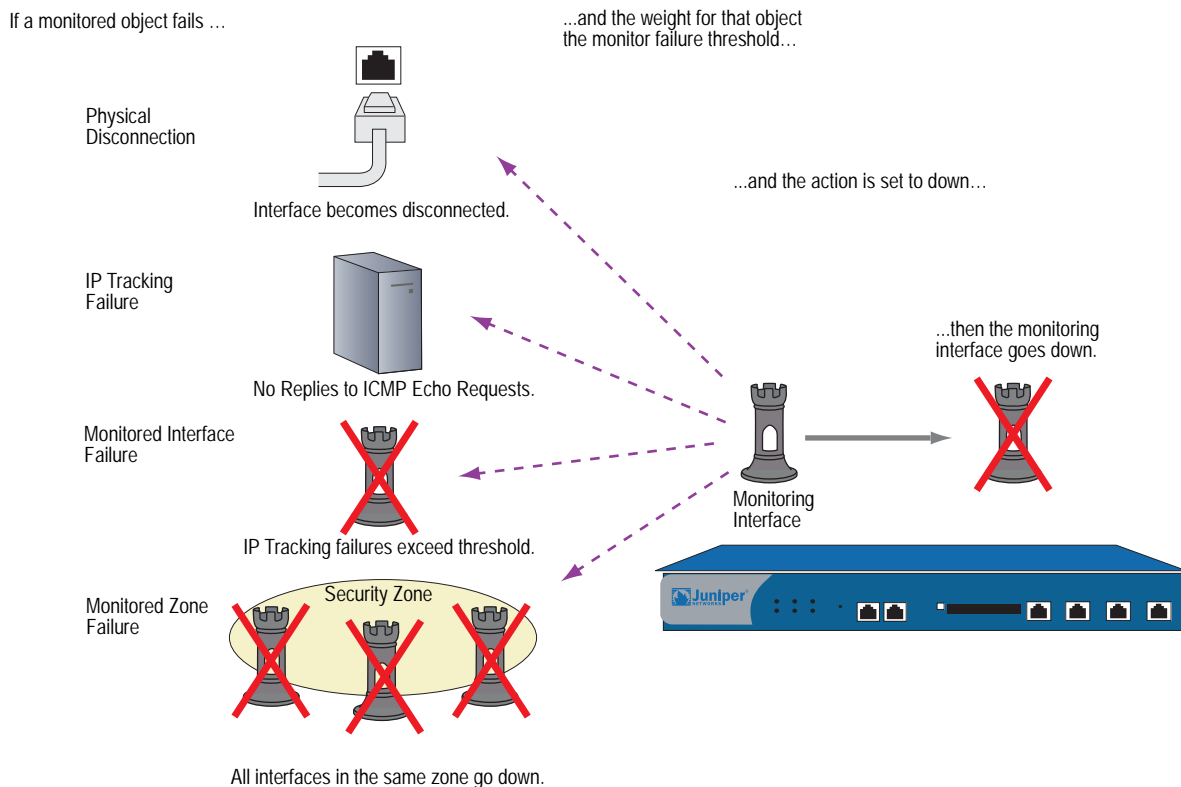 If a monitored object fails …
...and the weight for that object
the monitor failure threshold…
Physical
Disconnection
...and the action is set to down…
Interface becomes disconnected.
IP Tracking
Failure
...then the monitoring
interface goes down.
No Replies to ICMP Echo Requests.
Monitored Interface
Failure
Monitoring
Interface
IP Tracking failures exceed threshold.
Security Zone
Monitored Zone
Failure
Juniper
NETWORKS
All interfaces in the same zone go down.